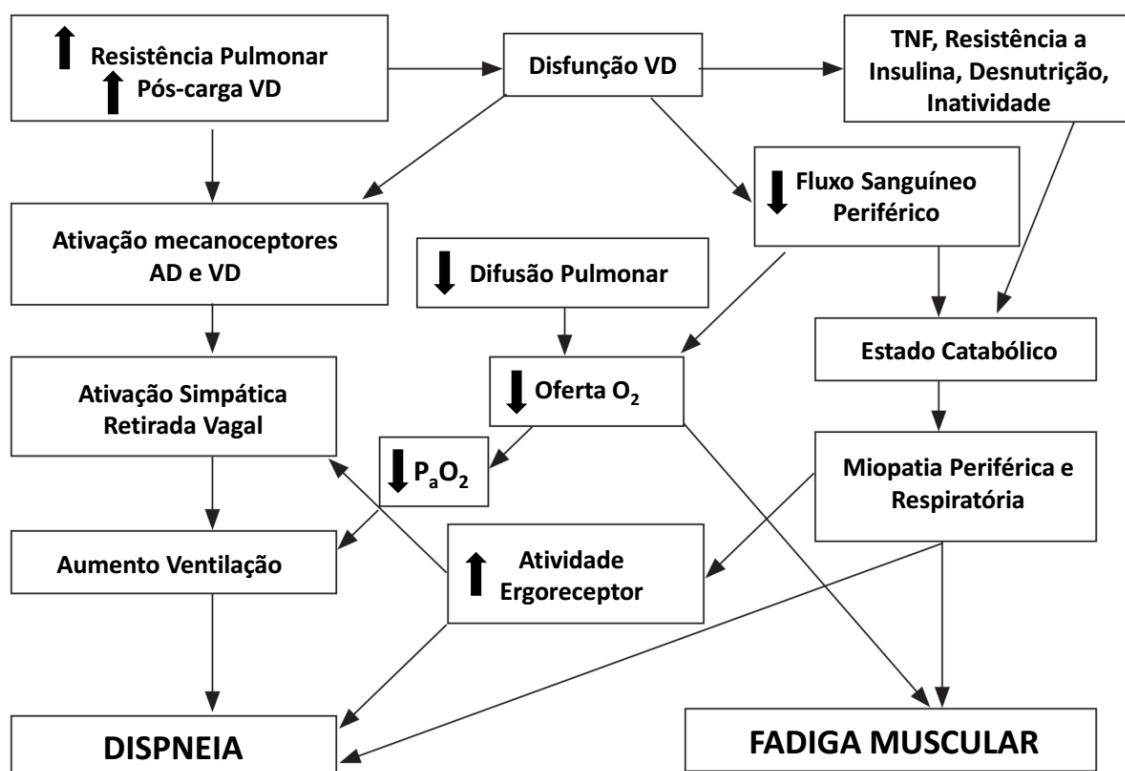 Resistência Pulmonar
Pós-carga VD
Disfunção VD
TNF, Resistência a
Insulina, Desnutrição,
Inatividade
Fluxo Sanguíneo
Periférico
Ativação mecanoceptores
AD e VD
Difusão Pulmonar
Estado Catabólico
Ativação Simpática
Retirada Vagal
Oferta O₂
PₐO₂
Miopatia Periférica e
Respiratória
Aumento Ventilação
Atividade
Ergoreceptor
DISPNEIA
FADIGA MUSCULAR